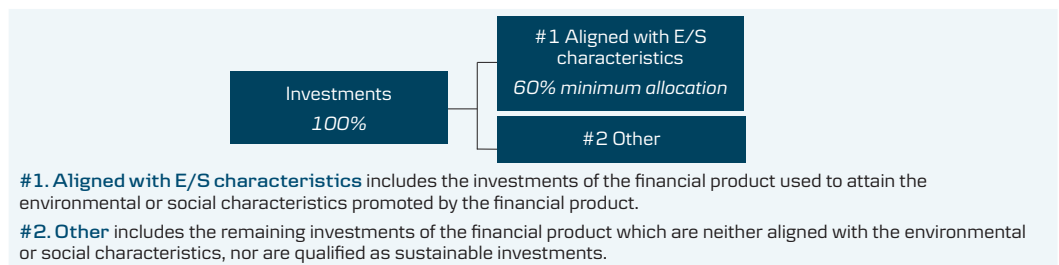 #1 Aligned with E/S
characteristics
60% minimum allocation
Investments
100%
#2 Other
#1. Aligned with E/S characteristics includes the investments of the financial product used to attain the
environmental or social characteristics promoted by the financial product.
#2. Other includes the remaining investments of the financial product which are neither aligned with the environmental
or social characteristics, nor are qualified as sustainable investments.